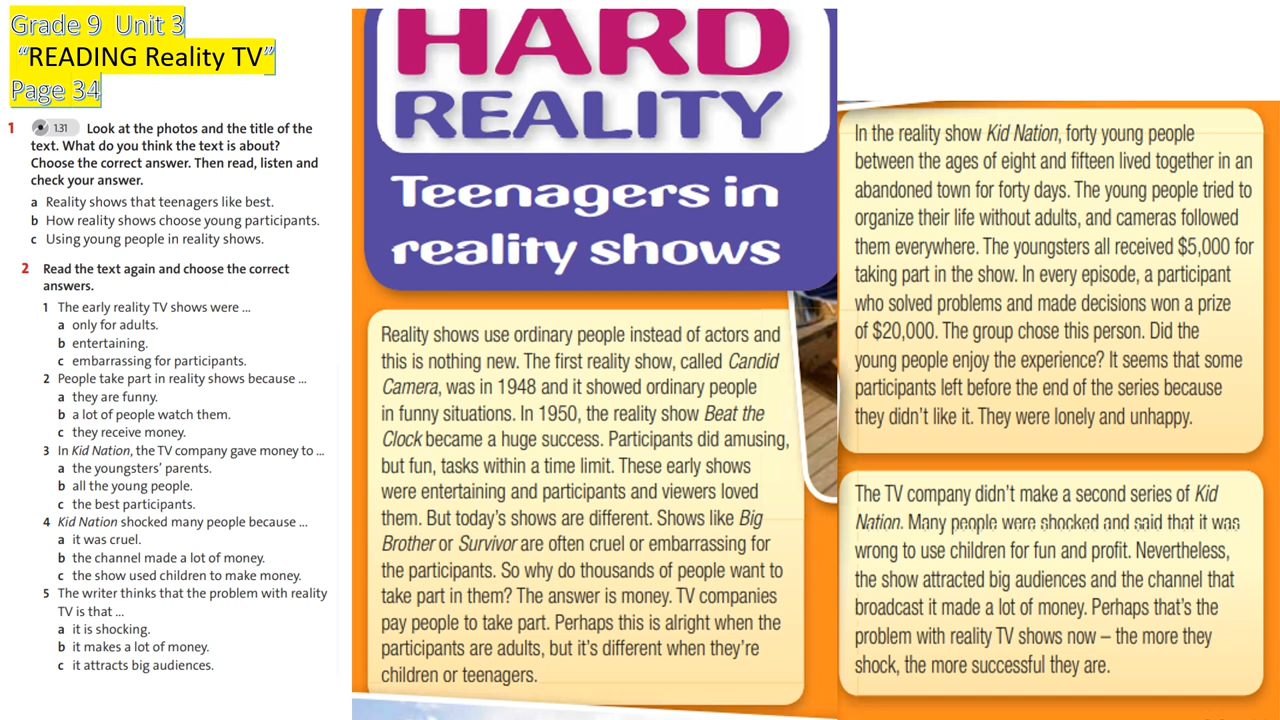 Grade 9 Unit 3
“READING Reality TV”
Page 34
1 1.31 Look at the photos and the title of the
text. What do you think the text is about?
Choose the correct answer. Then read, listen and
check your answer.
a Reality shows that teenagers like best.
b How reality shows choose young participants.
c Using young people in reality shows.
2 Read the text again and choose the correct
answers.
1 The early reality TV shows were ...
a only for adults.
b entertaining.
c embarrassing for participants.
2 People take part in reality shows because ...
a they are funny.
b a lot of people watch them.
c they receive money.
3 In Kid Nation, the TV company gave money to ...
a the youngsters’ parents.
b all the young people.
c the best participants.
4 Kid Nation shocked many people because ...
a it was cruel.
b the channel made a lot of money.
c the show used children to make money.
5 The writer thinks that the problem with reality
TV is that ...
a it is shocking.
b it makes a lot of money.
c it attracts big audiences.
HARD
REALITY
Teenagers in
reality shows
Reality shows use ordinary people instead of actors and
this is nothing new. The first reality show, called Candid
Camera, was in 1948 and it showed ordinary people
in funny situations. In 1950, the reality show Beat the
Clock became a huge success. Participants did amusing,
but fun, tasks within a time limit. These early shows
were entertaining and participants and viewers loved
them. But today’s shows are different. Shows like Big
Brother or Survivor are often cruel or embarrassing for
the participants. So why do thousands of people want to
take part in them? The answer is money. TV companies
pay people to take part. Perhaps this is alright when the
participants are adults, but it’s different when they’re
children or teenagers.
In the reality show Kid Nation, forty young people
between the ages of eight and fifteen lived together in an
abandoned town for forty days. The young people tried to
organize their life without adults, and cameras followed
them everywhere. The youngsters all received $5,000 for
taking part in the show. In every episode, a participant
who solved problems and made decisions won a prize
of $20,000. The group chose this person. Did the
young people enjoy the experience? It seems that some
participants left before the end of the series because
they didn’t like it. They were lonely and unhappy.
The TV company didn’t make a second series of Kid
Nation. Many people were shocked and said that it was
wrong to use children for fun and profit. Nevertheless,
the show attracted big audiences and the channel that
broadcast it made a lot of money. Perhaps that’s the
problem with reality TV shows now – the more they
shock, the more successful they are.